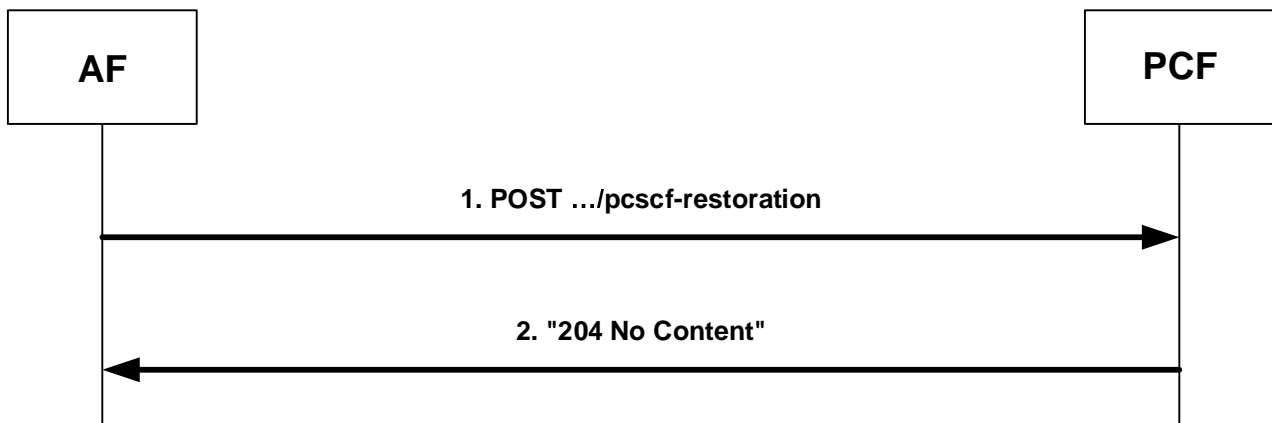 AF
PCF
1. POST …/pcscf-restoration
2. "204 No Content"